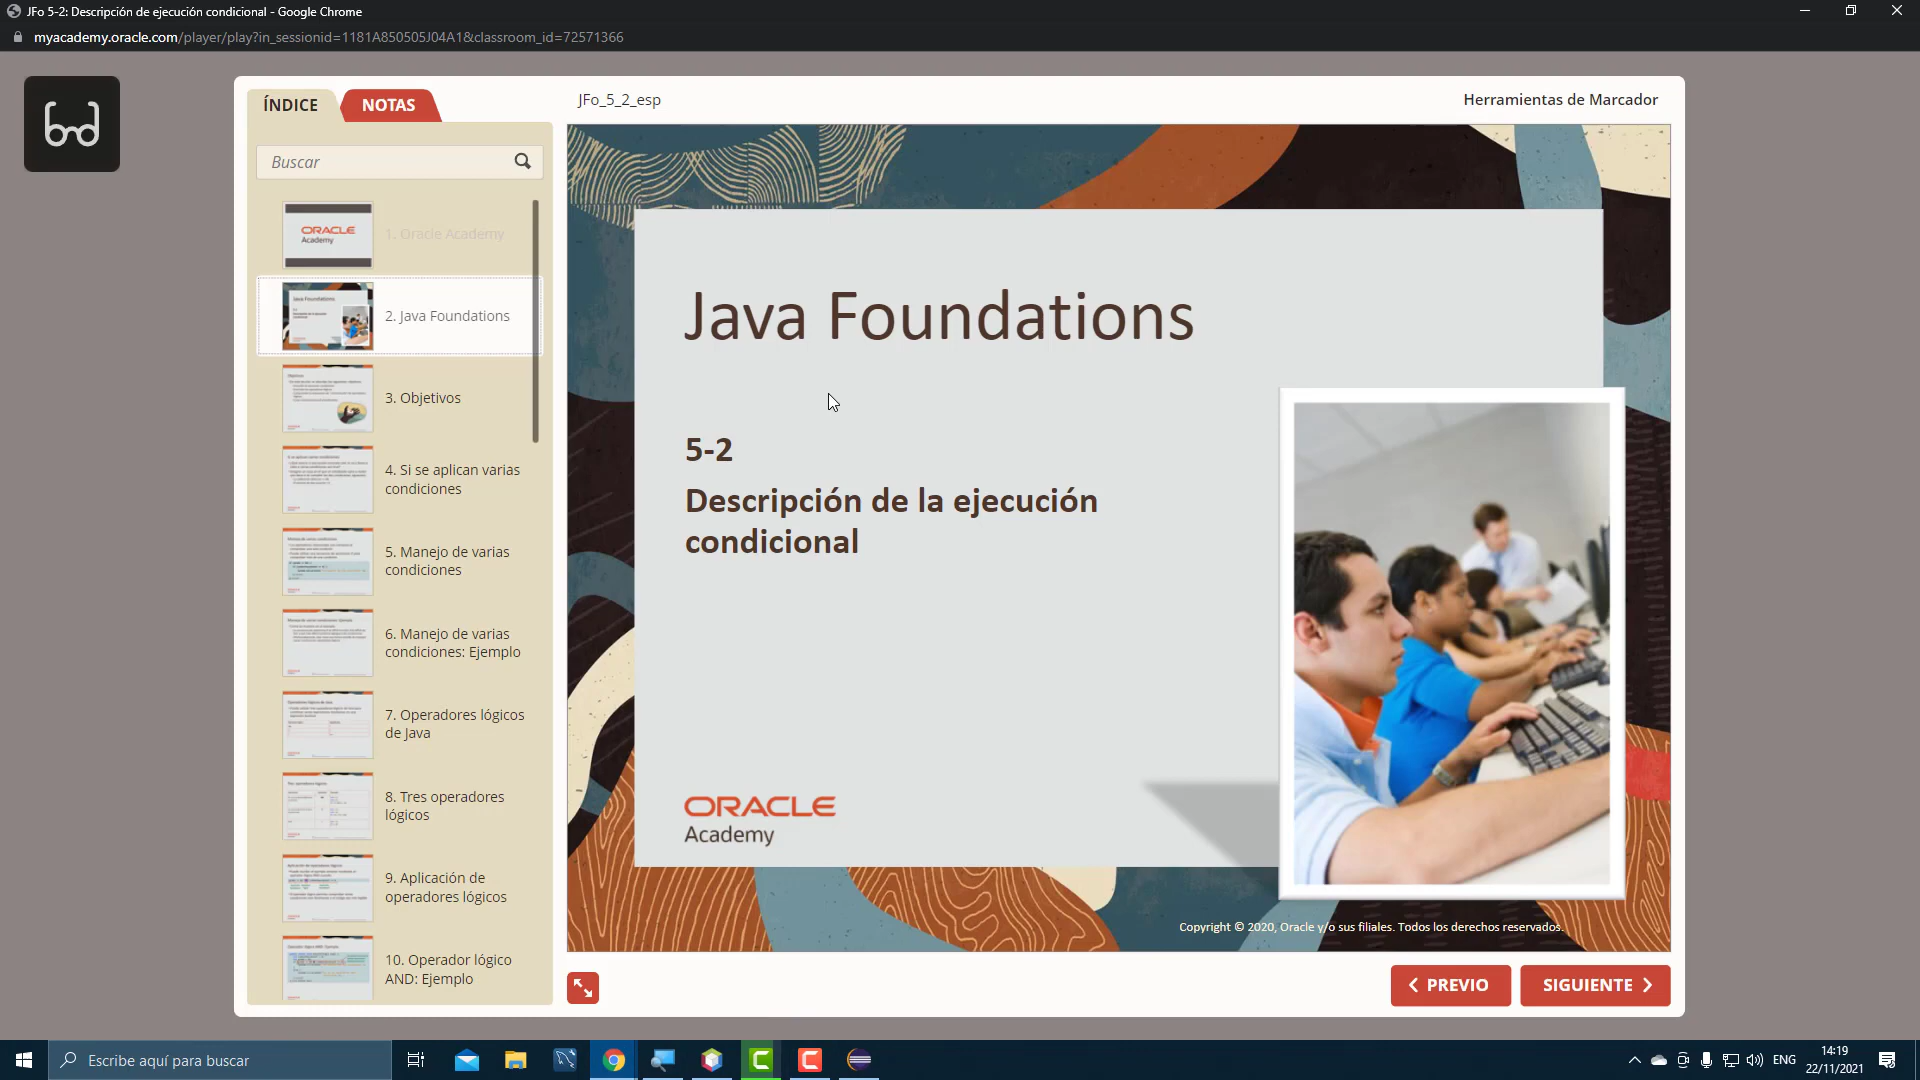 JFo 5-2: Descripción de ejecución condicional - Google Chrome
myacademy.oracle.com/player/play?in_sessionid=1181A850505J04A1&classroom_id=72571366
ÍNDICE
NOTAS
JFo_5_2_esp
Herramientas de Marcador
Buscar
ORACLE
Academy
1. Oracle Academy
Java Foundations
2. Java Foundations
3. Objetivos
4. Si se aplican varias
condiciones
5. Manejo de varias
condiciones
6. Manejo de varias
condiciones: Ejemplo
7. Operadores lógicos
de Java
8. Tres operadores
lógicos
9. Aplicación de
operadores lógicos
10. Operador lógico
AND: Ejemplo
Java Foundations
5-2
Descripción de la ejecución
condicional
ORACLE
Academy
Copyright © 2020, Oracle y/o sus filiales. Todos los derechos reservados.
PREVIO
SIGUIENTE
Escribe aquí para buscar
ENG
14:19
22/11/2021